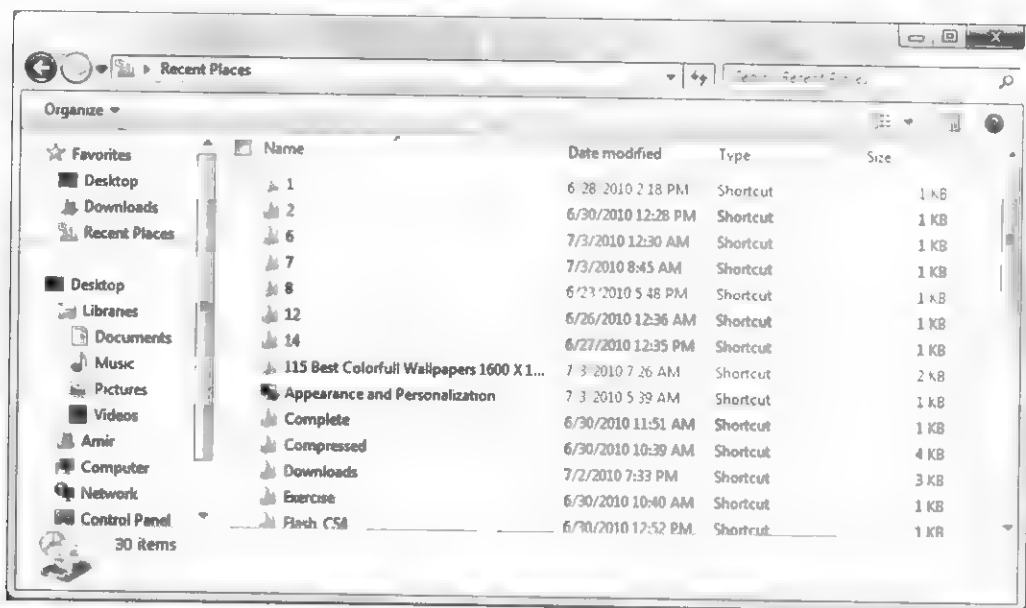 Recent Places
Organize
Name Date modified Type Size
Favorites
Desktop
Downloads
Recent Places
Desktop
Libraries
Documents
Music
Pictures
Videos
Amir
Computer
Network
Control Panel
1 6/28/2010 2:18 PM Shortcut 1 KB
2 6/30/2010 12:28 PM Shortcut 1 KB
6 7/3/2010 12:30 AM Shortcut 1 KB
7 7/3/2010 8:45 AM Shortcut 1 KB
8 6/23/2010 5:48 PM Shortcut 1 KB
12 6/26/2010 12:36 AM Shortcut 1 KB
14 6/27/2010 12:35 PM Shortcut 1 KB
115 Best Colorfull Wallpapers 1600 X 1... 7/3/2010 7:26 AM Shortcut 2 KB
Appearance and Personalization 7/3/2010 5:39 AM Shortcut 1 KB
Complete 6/30/2010 11:51 AM Shortcut 1 KB
Compressed 6/30/2010 10:39 AM Shortcut 4 KB
Downloads 7/2/2010 7:33 PM Shortcut 3 KB
Exercise 6/30/2010 10:40 AM Shortcut 1 KB
Flash CS4 6/30/2010 12:52 PM Shortcut 1 KB
30 items